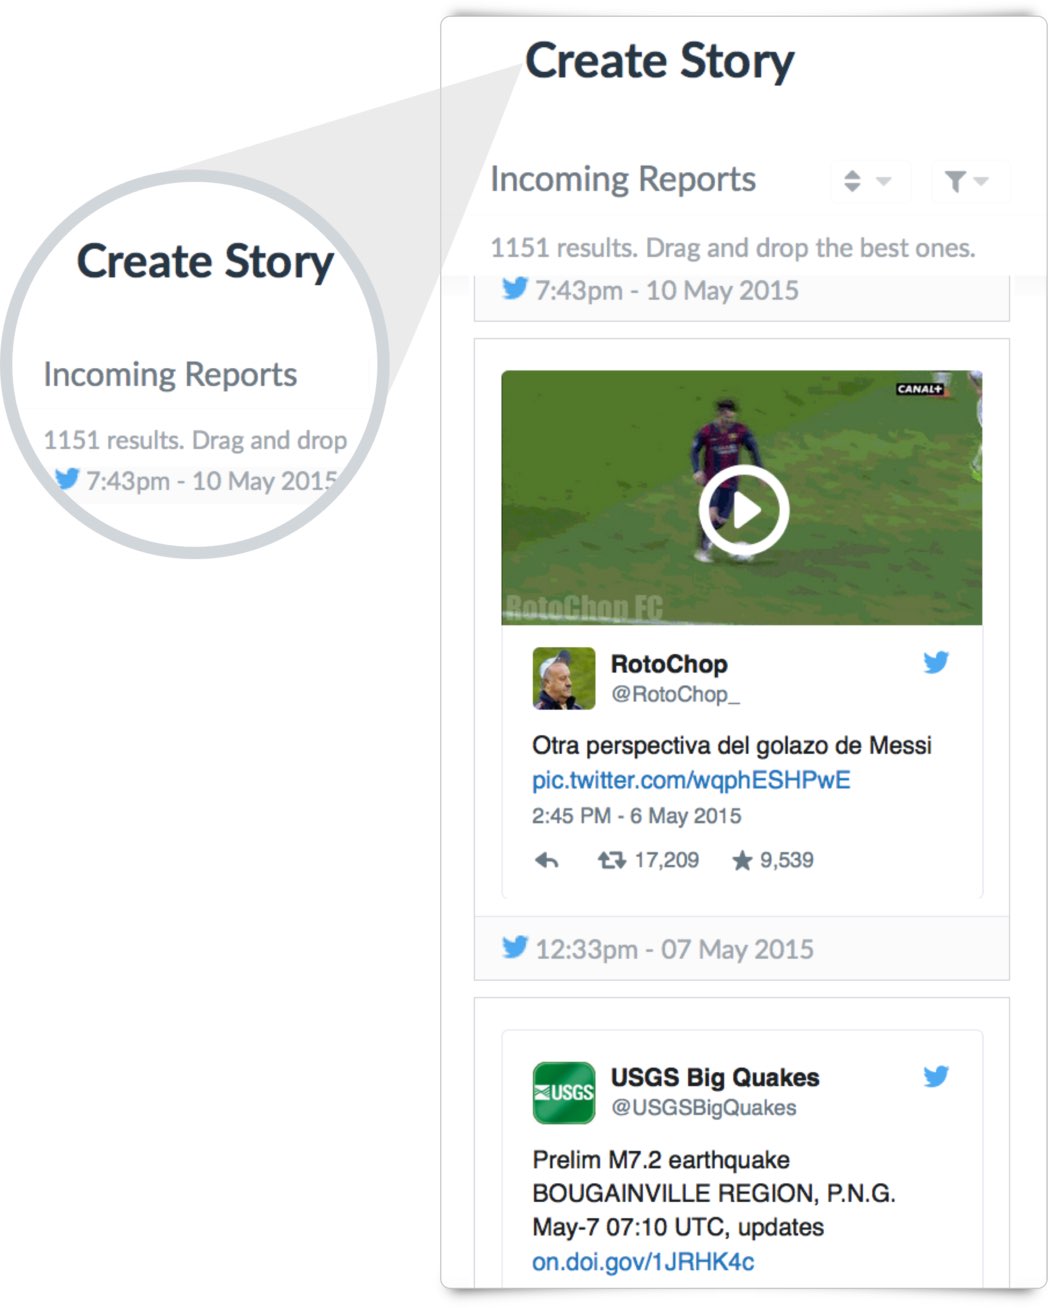 Create Story
Incoming Reports
1151 results. Drag and drop
7:43pm - 10 May 2015
Create Story
Incoming Reports
1151 results. Drag and drop the best ones.
7:43pm - 10 May 2015
CANAL+
RotoChop FC
RotoChop
@RotoChop_
Otra perspectiva del golazo de Messi
pic.twitter.com/wqphESHPwE
2:45 PM - 6 May 2015
17,209 9,539
12:33pm - 07 May 2015
USGS
USGS Big Quakes
@USGSBigQuakes
Prelim M7.2 earthquake
BOUGAINVILLE REGION, P.N.G.
May-7 07:10 UTC, updates
on.doi.gov/1JRHK4c